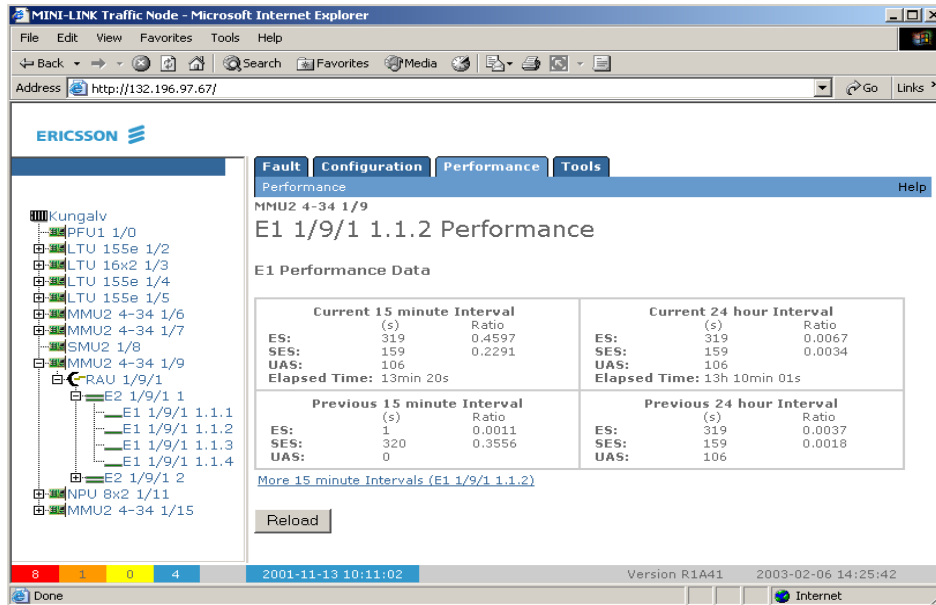 MINI-LINK Traffic Node - Microsoft Internet Explorer
File Edit View Favorites Tools Help
Back Search Favorites Media
Address http://132.196.97.67/ Go Links
ERICSSON
Fault Configuration Performance Tools
Performance Help
MMU2 4-34 1/9
E1 1/9/1 1.1.2 Performance
E1 Performance Data
Kungalv
PFU1 1/0
LTU 155e 1/2
LTU 16x2 1/3
LTU 155e 1/4
LTU 155e 1/5
MMU2 4-34 1/6
MMU2 4-34 1/7
SMU2 1/8
MMU2 4-34 1/9
RAU 1/9/1
E2 1/9/1 1
E1 1/9/1 1.1.1
E1 1/9/1 1.1.2
E1 1/9/1 1.1.3
E1 1/9/1 1.1.4
E2 1/9/1 2
NPU 8x2 1/11
MMU2 4-34 1/15
Current 15 minute Interval
(s) Ratio
ES: 319 0.4597
SES: 159 0.2291
UAS: 106
Elapsed Time: 13min 20s
Current 24 hour Interval
(s) Ratio
ES: 319 0.0067
SES: 159 0.0034
UAS: 106
Elapsed Time: 13h 10min 01s
Previous 15 minute Interval
(s) Ratio
ES: 1 0.0011
SES: 320 0.3556
UAS: 0
Previous 24 hour Interval
(s) Ratio
ES: 319 0.0037
SES: 159 0.0018
UAS: 106
More 15 minute Intervals (E1 1/9/1 1.1.2)
Reload
8 1 0 4 2001-11-13 10:11:02 Version R1A41 2003-02-06 14:25:42
Done Internet